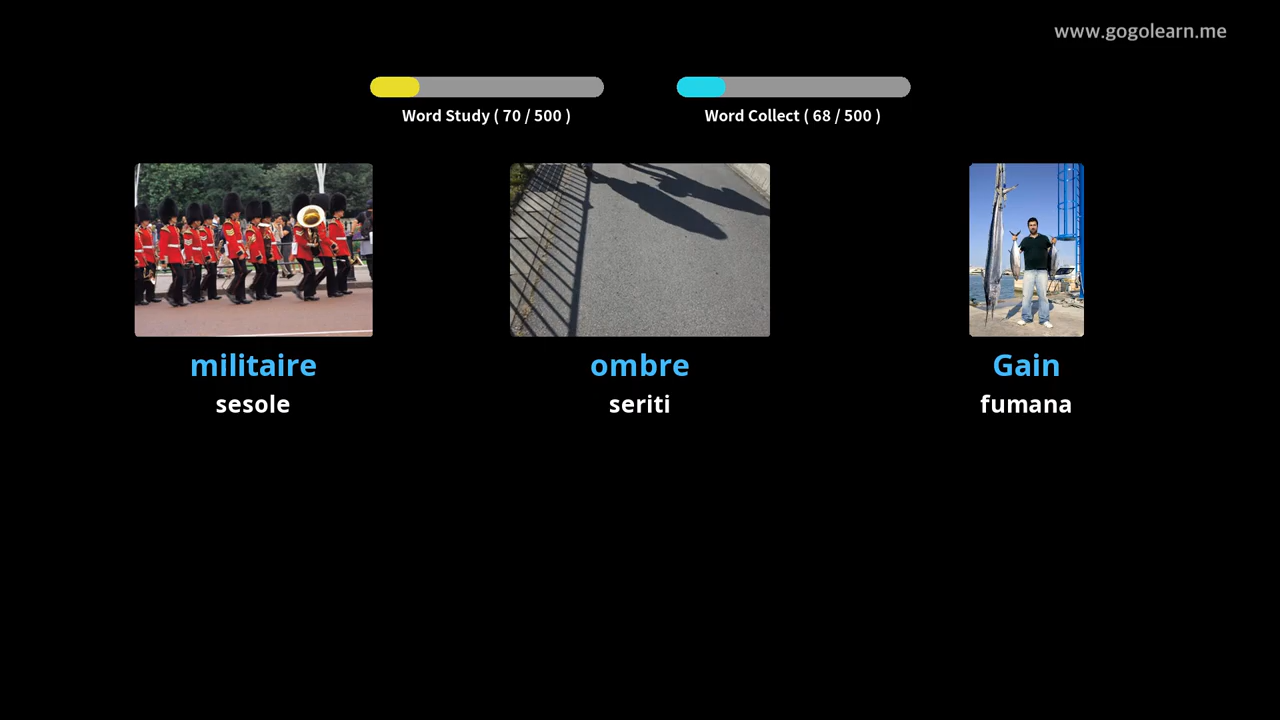 www.gogolearn.me
Word Study ( 70 / 500 )
Word Collect ( 68 / 500 )
militaire
sesole
ombre
seriti
Gain
fumana